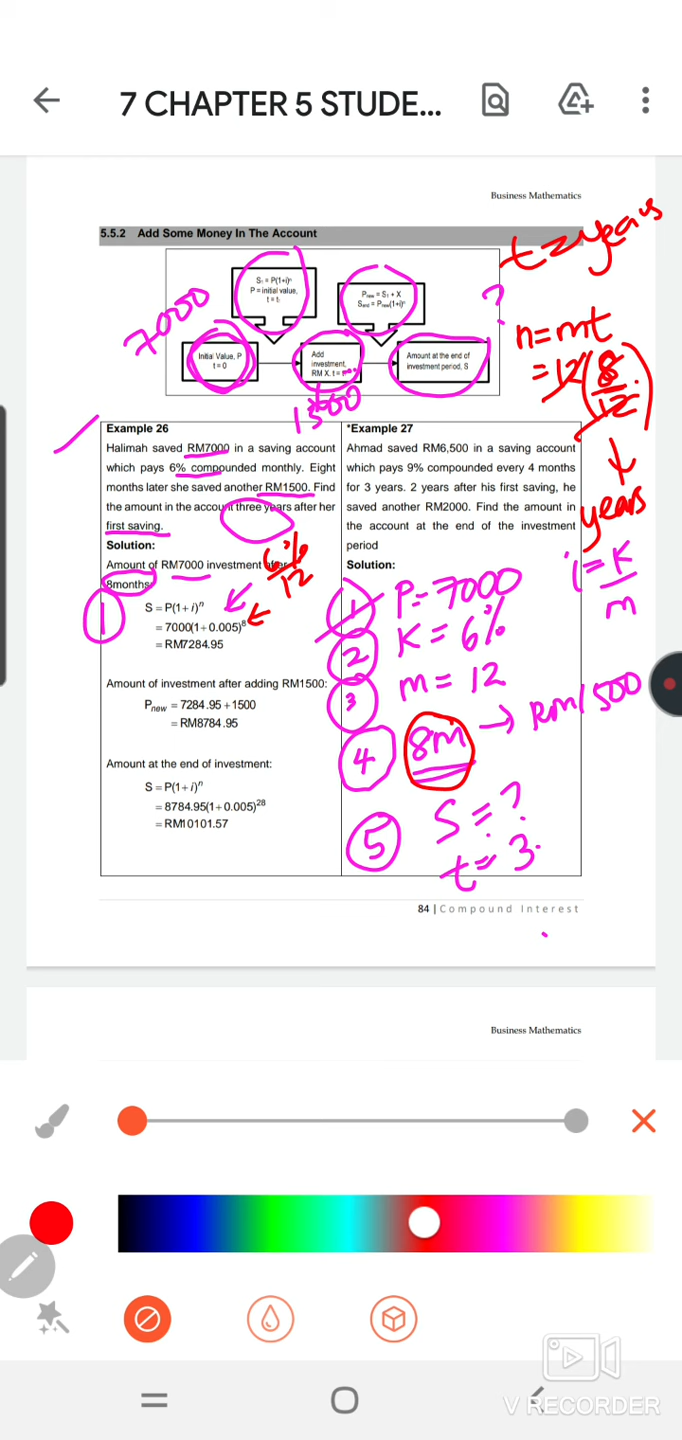 7 CHAPTER 5 STUDE...
Business Mathematics
5.5.2 Add Some Money In The Account
t=years
S₁ = P(1+i)ⁿ
P = initial value,
t = tᵢ
Pnew = S₁ + X
Send = Pnew(1+i)ⁿ
?
7000
n=mt
=12(8/12)
Initial Value, P
t = 0
Add
investment,
RM X, t =
Amount at the end of
investment period, S
1500
years
Example 26
Halimah saved RM7000 in a saving account
which pays 6% compounded monthly. Eight
months later she saved another RM1500. Find
the amount in the account three years after her
first saving.
Solution:
Amount of RM7000 investment after
8months:
6%/12
1
S = P(1+i)ⁿ
= 7000(1+0.005)⁸
= RM7284.95
Amount of investment after adding RM1500:
Pnew = 7284.95 + 1500
= RM8784.95
Amount at the end of investment:
S = P(1+i)ⁿ
= 8784.95(1+0.005)²⁸
= RM10101.57
*Example 27
Ahmad saved RM6,500 in a saving account
which pays 9% compounded every 4 months
for 3 years. 2 years after his first saving, he
saved another RM2000. Find the amount in
the account at the end of the investment
period
Solution:
i=K/m
1 P=7000
2 K=6%
3 m=12
4 8m → RM1500
5 S=?
t=3.
84 | Compound Interest
Business Mathematics
V RECORDER